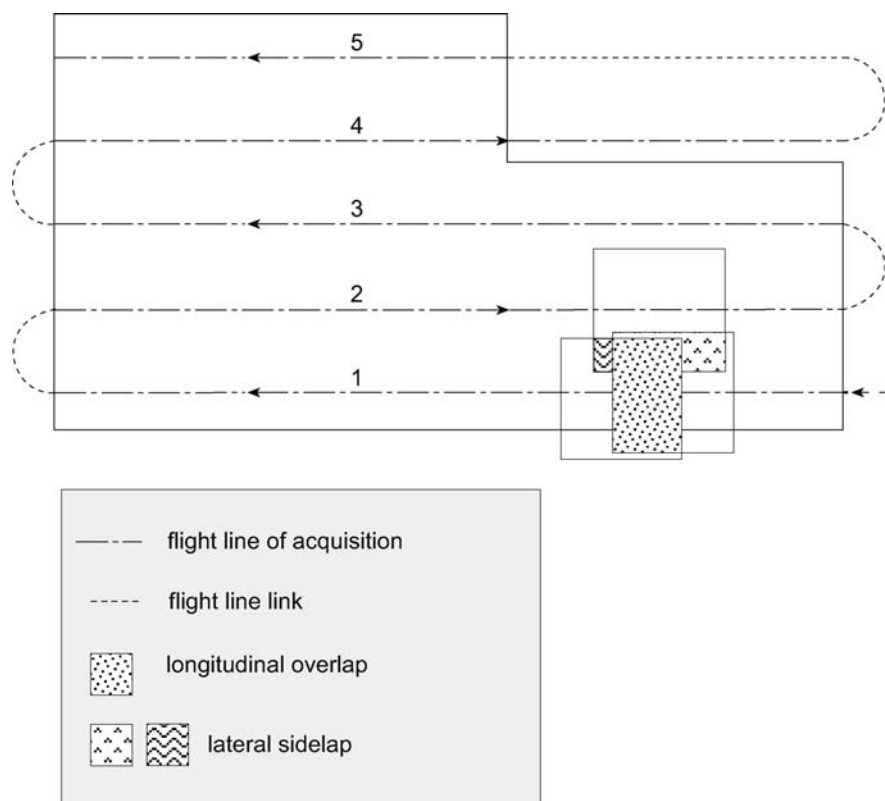 5
4
3
2
1
flight line of acquisition
flight line link
longitudinal overlap
lateral sidelap